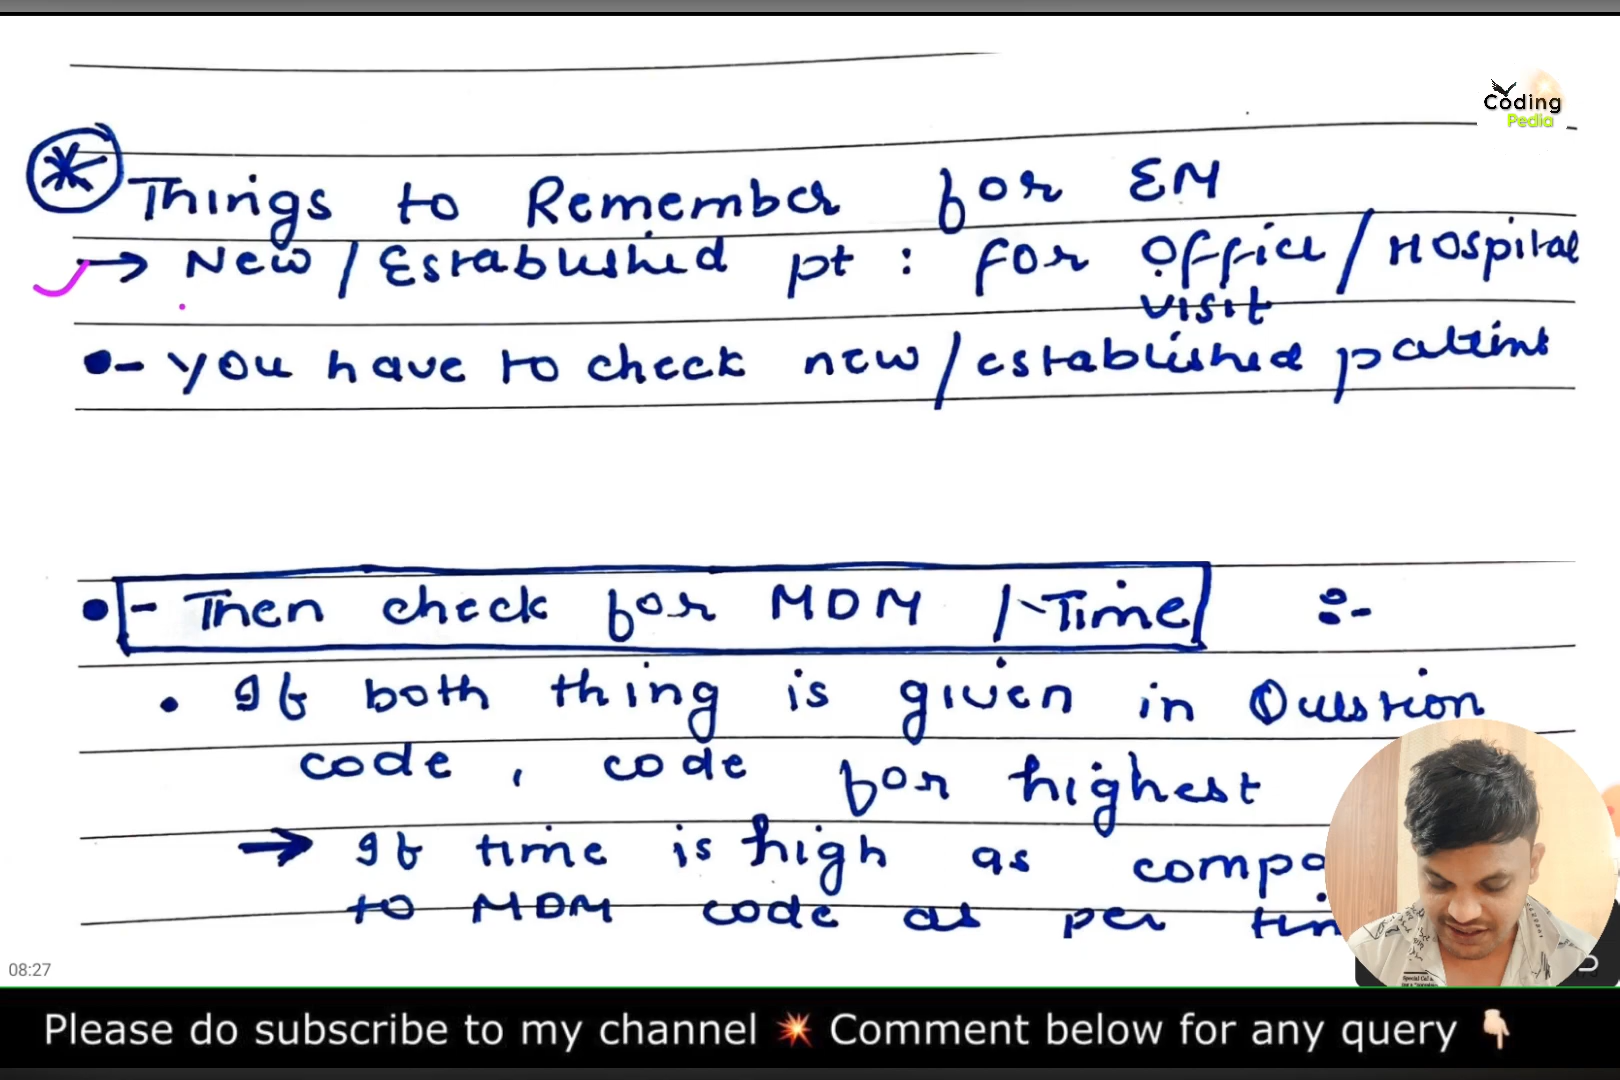 Coding
Pedia
Things to Remember for EM
→ New / Established pt : For Office / Hospital
visit
- You have to check new / established patient
- Then check for MDM / Time :-
• If both thing is given in Question
code , code for highest
→ If time is high as
to MDM code as per
08:27
Please do subscribe to my channel 💥 Comment below for any query 👇🏻